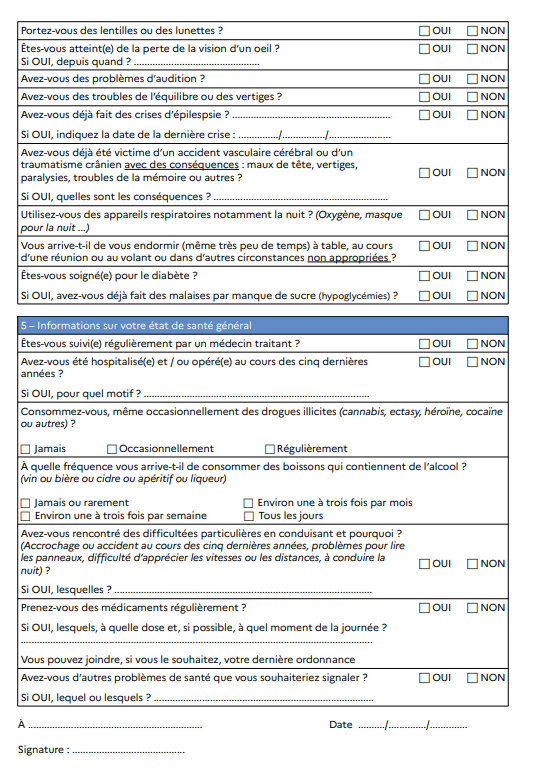 Portez-vous des lentilles ou des lunettes ? OUI NON
Êtes-vous atteint(e) de la perte de la vision d'un oeil ? OUI NON
Si OUI, depuis quand ? ..........................................
Avez-vous des problèmes d'audition ? OUI NON
Avez-vous des troubles de l'équilibre ou des vertiges ? OUI NON
Avez-vous déjà fait des crises d'épilespsie ? .................................................... OUI NON
Si OUI, indiquez la date de la dernière crise : ............./............../......................
Avez-vous déjà été victime d'un accident vasculaire cérébral ou d'un
traumatisme crânien avec des conséquences : maux de tête, vertiges,
paralysies, troubles de la mémoire ou autres ? OUI NON
Si OUI, quelles sont les conséquences ? ..........................................................
Utilisez-vous des appareils respiratoires notamment la nuit ? (Oxygène, masque OUI NON
pour la nuit ...)
Vous arrive-t-il de vous endormir (même très peu de temps) à table, au cours OUI NON
d'une réunion ou au volant ou dans d'autres circonstances non appropriées ?
Êtes-vous soigné(e) pour le diabète ? OUI NON
Si OUI, avez-vous déjà fait des malaises par manque de sucre (hypoglycémies) ? OUI NON
5 – Informations sur votre état de santé général
Êtes-vous suivi(e) régulièrement par un médecin traitant ? OUI NON
Avez-vous été hospitalisé(e) et / ou opéré(e) au cours des cinq dernières OUI NON
années ?
Si OUI, pour quel motif ? ...........................................................................
Consommez-vous, même occasionnellement des drogues illicites (cannabis, ectasy, héroïne, cocaïne
ou autres) ?
Jamais Occasionnellement Régulièrement
À quelle fréquence vous arrive-t-il de consommer des boissons qui contiennent de l'alcool ?
(vin ou bière ou cidre ou apéritif ou liqueur)
Jamais ou rarement Environ une à trois fois par mois
Environ une à trois fois par semaine Tous les jours
Avez-vous rencontré des difficultées particulières en conduisant et pourquoi ?
(Accrochage ou accident au cours des cinq dernières années, problèmes pour lire
les panneaux, difficulté d'apprécier les vitesses ou les distances, à conduire la
nuit) ? OUI NON
Si OUI, lesquelles ? .....................................................................................
Prenez-vous des médicaments régulièrement ? OUI NON
Si OUI, lesquels, à quelle dose et, si possible, à quel moment de la journée ?
.....................................................................................................................
Vous pouvez joindre, si vous le souhaitez, votre dernière ordonnance
Avez-vous d'autres problèmes de santé que vous souhaiteriez signaler ? OUI NON
Si OUI, lequel ou lesquels ? .........................................................................
À .......................................................... Date ........../............../..............
Signature : ......................................